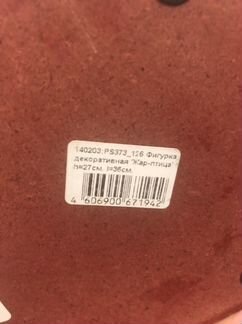 140203;PS373_126 Фигурка
декоративная "Жар-птица"
h=27см. l=36см.
4 606900 671942